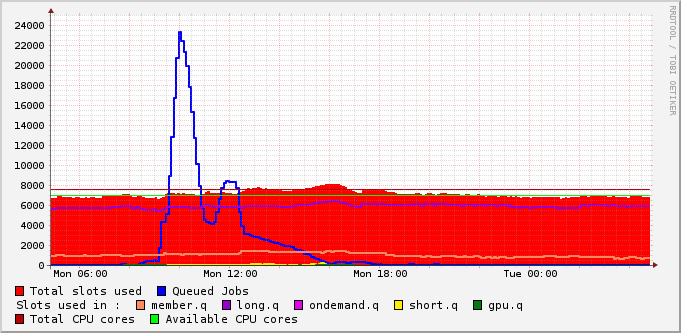 RRDTOOL / TOBI OETIKER
24000
22000
20000
18000
16000
14000
12000
10000
8000
6000
4000
2000
0
Mon 06:00 Mon 12:00 Mon 18:00 Tue 00:00
Total slots used Queued Jobs
Slots used in : member.q long.q ondemand.q short.q gpu.q
Total CPU cores Available CPU cores